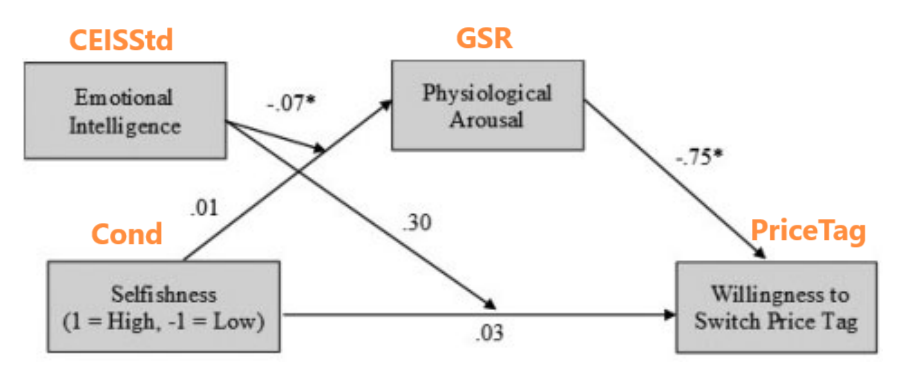 CEISStd
GSR
Emotional
Intelligence
-.07*
Physiological
Arousal
-.75*
.01
.30
Cond
PriceTag
Selfishness
(1 = High, -1 = Low)
.03
Willingness to
Switch Price Tag